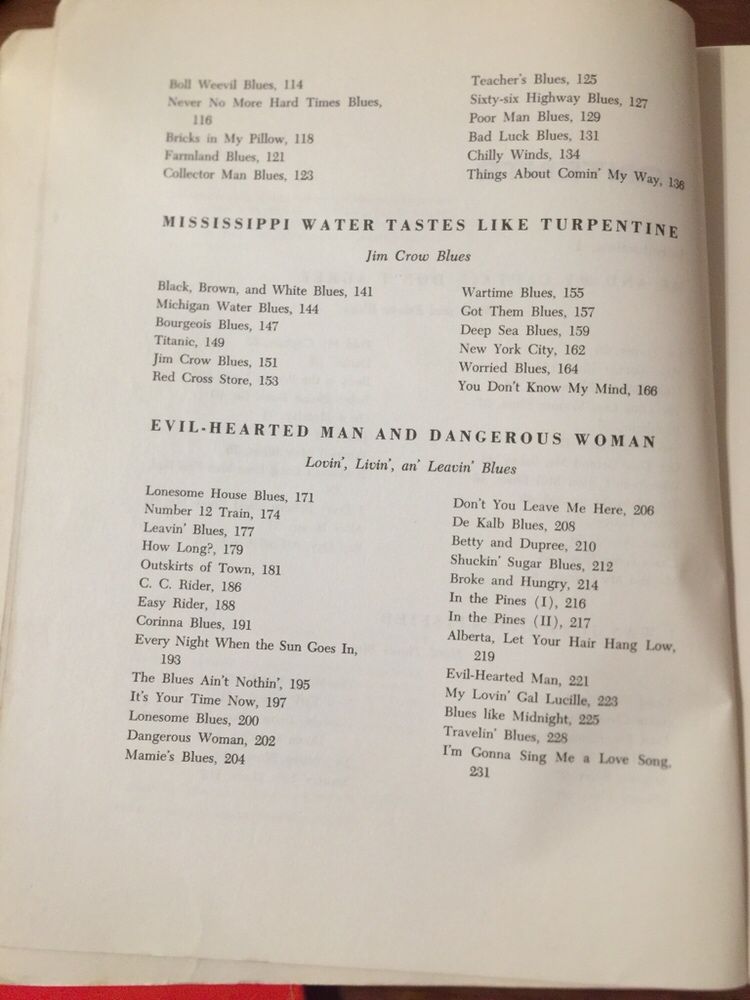 Boll Weevil Blues, 114
Never No More Hard Times Blues,
116
Bricks in My Pillow, 118
Farmland Blues, 121
Collector Man Blues, 123
Teacher's Blues, 125
Sixty-six Highway Blues, 127
Poor Man Blues, 129
Bad Luck Blues, 131
Chilly Winds, 134
Things About Comin' My Way, 136
MISSISSIPPI WATER TASTES LIKE TURPENTINE
Jim Crow Blues
Black, Brown, and White Blues, 141
Michigan Water Blues, 144
Bourgeois Blues, 147
Titanic, 149
Jim Crow Blues, 151
Red Cross Store, 153
Wartime Blues, 155
Got Them Blues, 157
Deep Sea Blues, 159
New York City, 162
Worried Blues, 164
You Don't Know My Mind, 166
EVIL-HEARTED MAN AND DANGEROUS WOMAN
Lovin', Livin', an' Leavin' Blues
Lonesome House Blues, 171
Number 12 Train, 174
Leavin' Blues, 177
How Long?, 179
Outskirts of Town, 181
C. C. Rider, 186
Easy Rider, 188
Corinna Blues, 191
Every Night When the Sun Goes In,
193
The Blues Ain't Nothin', 195
It's Your Time Now, 197
Lonesome Blues, 200
Dangerous Woman, 202
Mamie's Blues, 204
Don't You Leave Me Here, 206
De Kalb Blues, 208
Betty and Dupree, 210
Shuckin' Sugar Blues, 212
Broke and Hungry, 214
In the Pines (I), 216
In the Pines (II), 217
Alberta, Let Your Hair Hang Low,
219
Evil-Hearted Man, 221
My Lovin' Gal Lucille, 223
Blues like Midnight, 225
Travelin' Blues, 228
I'm Gonna Sing Me a Love Song,
231